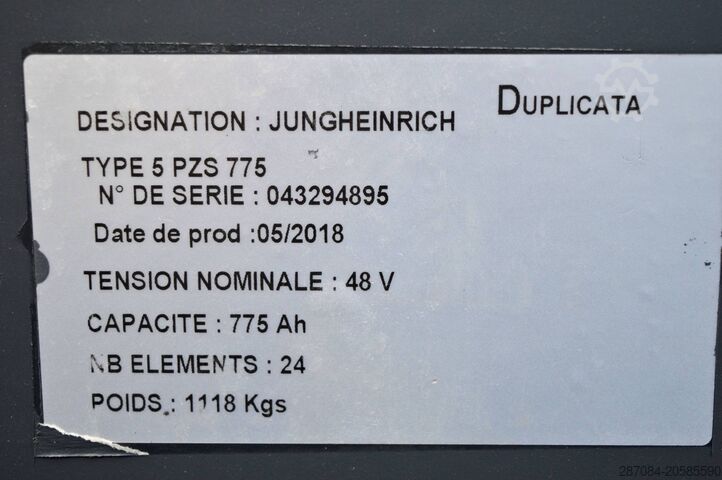 DUPLICATA
DESIGNATION : JUNGHEINRICH
TYPE 5 PZS 775
N° DE SERIE : 043294895
Date de prod :05/2018
TENSION NOMINALE : 48 V
CAPACITE : 775 Ah
NB ELEMENTS : 24
POIDS : 1118 Kgs
287084-20585590